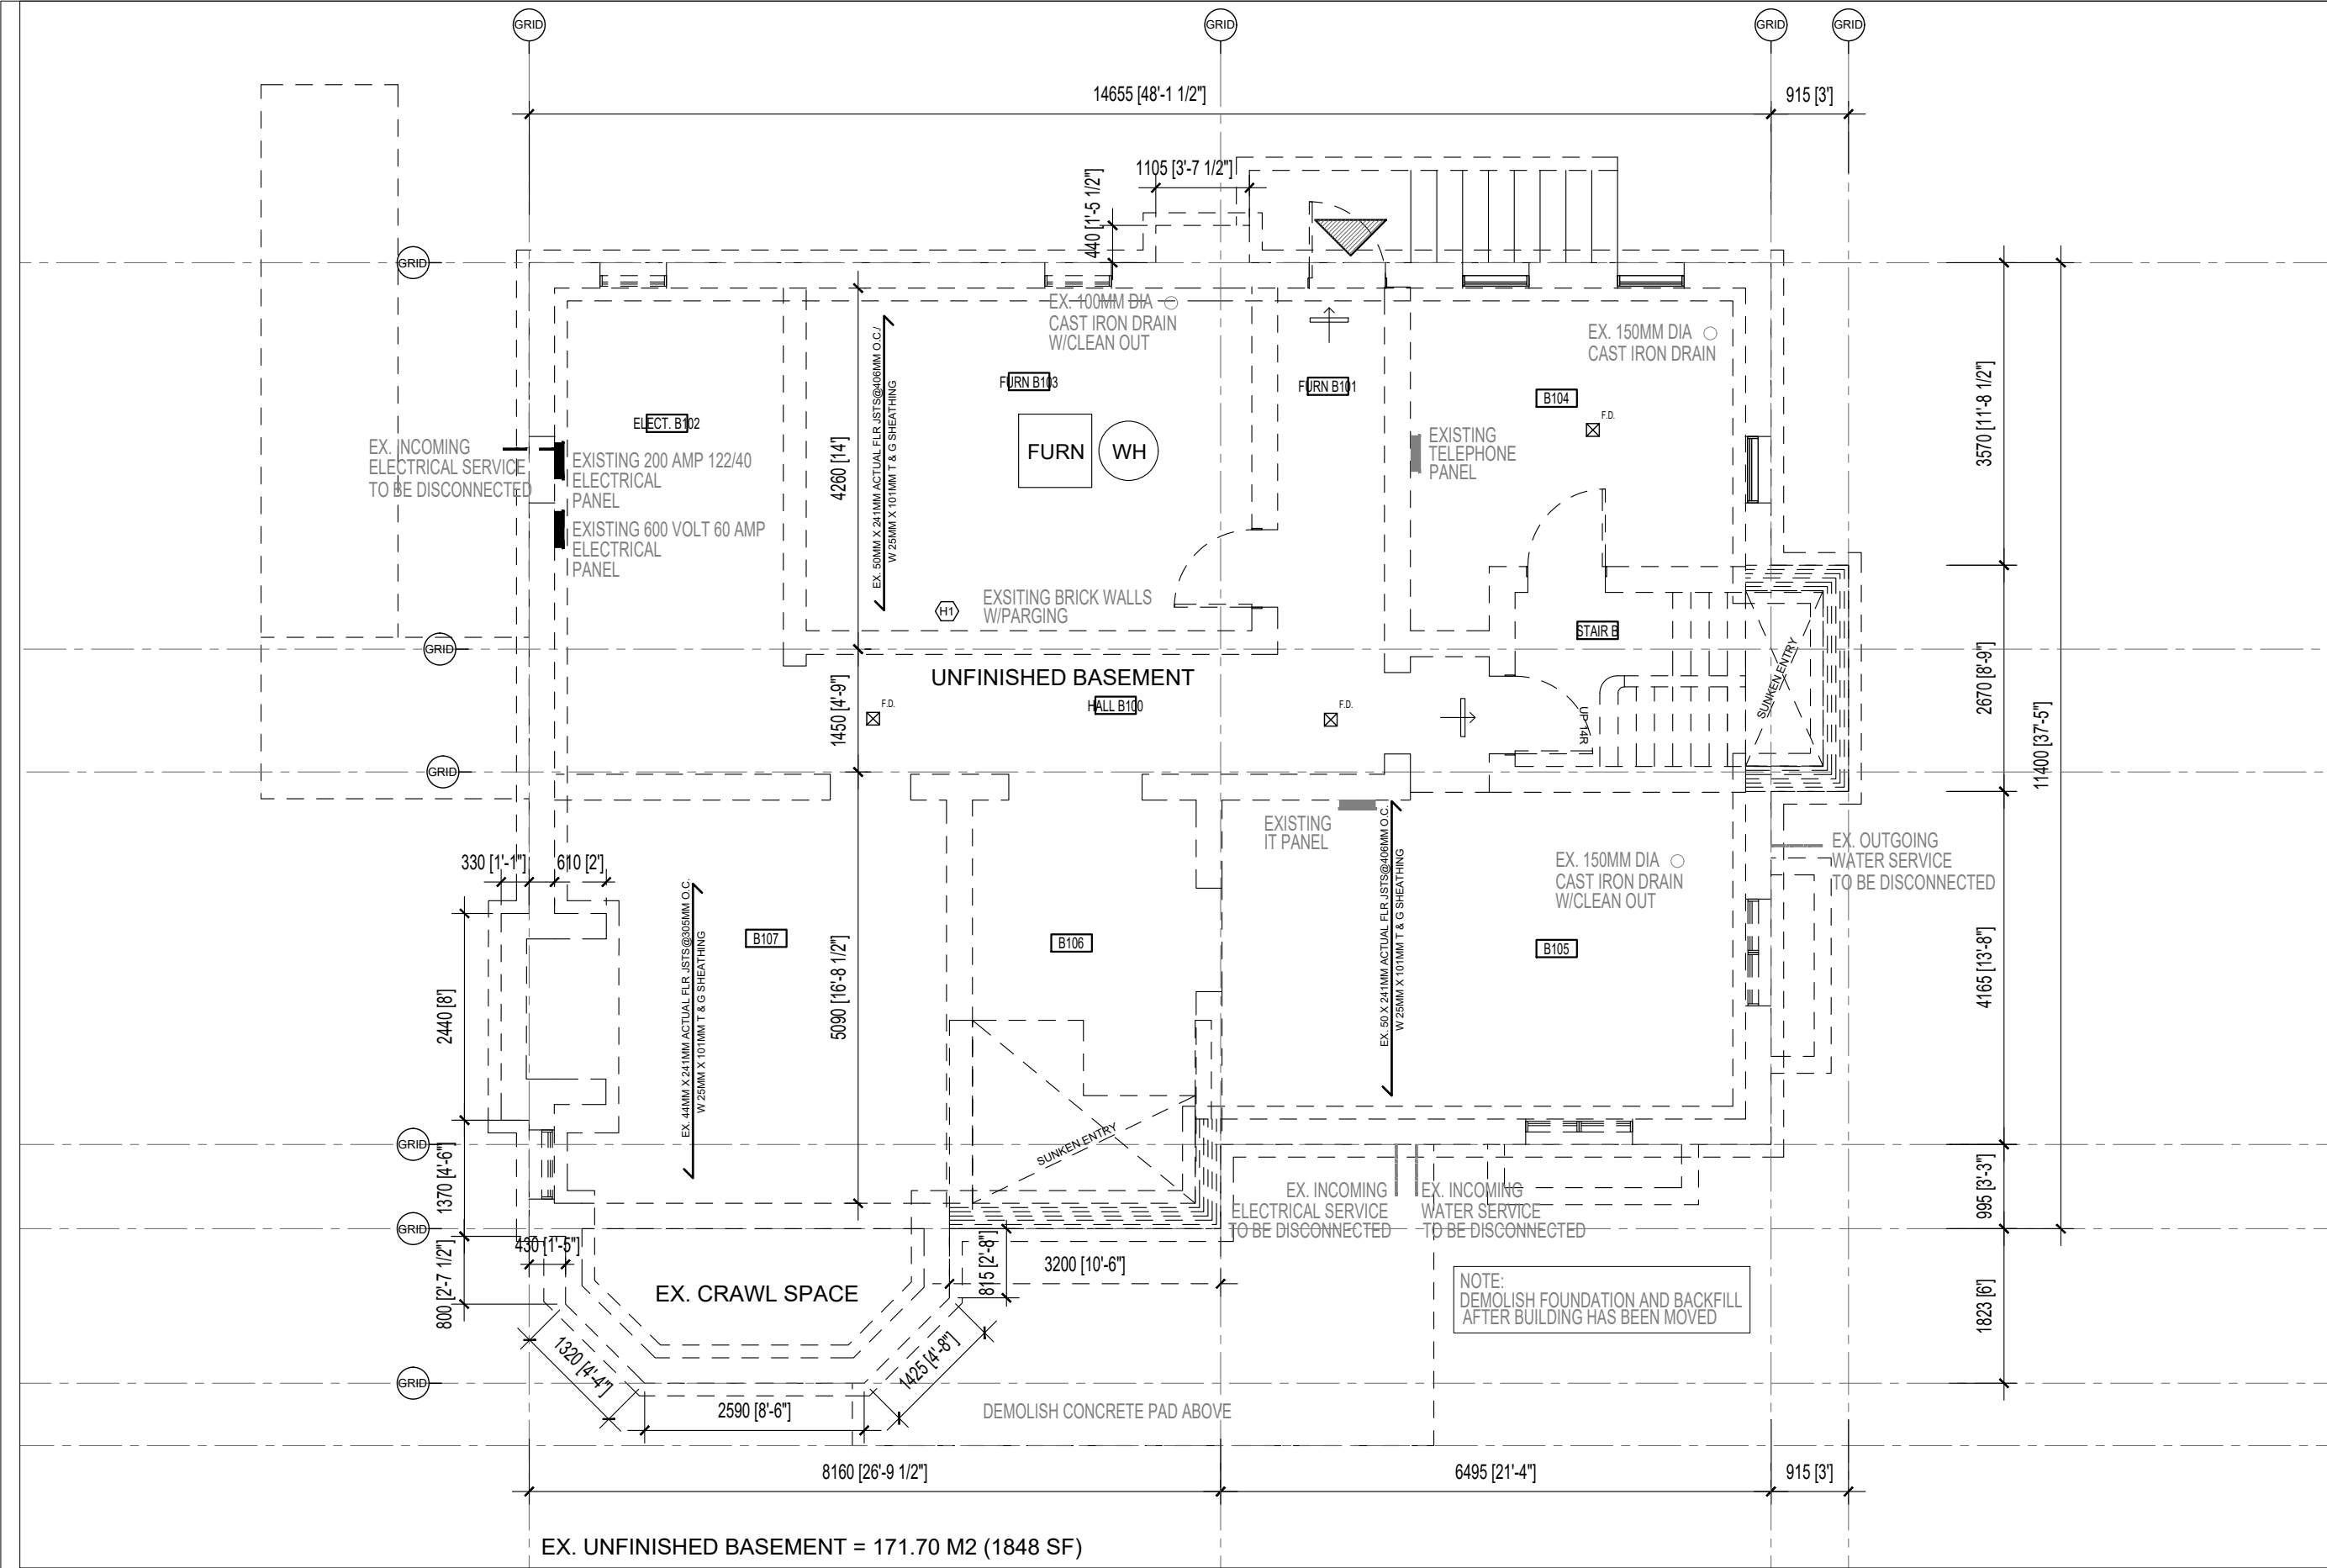 GRID
GRID
GRID
GRID
14655 [48'-1 1/2"]
915 [3']
1105 [3'-7 1/2"]
440 [1'-5 1/2"]
GRID
EX. 100MM DIA
CAST IRON DRAIN
W/CLEAN OUT
EX. 150MM DIA
CAST IRON DRAIN
FURN B103
FURN B101
B104
F.D.
ELECT. B102
EX. INCOMING
ELECTRICAL SERVICE
TO BE DISCONNECTED
EXISTING 200 AMP 122/40
ELECTRICAL
PANEL
EXISTING 600 VOLT 60 AMP
ELECTRICAL
PANEL
4260 [14']
EX. 50MM X 241MM ACTUAL FLR JSTS@406MM O.C./
W 25MM X 101MM T & G SHEATHING
FURN
WH
EXISTING
TELEPHONE
PANEL
3570 [11'-8 1/2"]
H1
EXSITING BRICK WALLS
W/PARGING
STAIR B
GRID
UNFINISHED BASEMENT
HALL B100
F.D.
F.D.
UP 14R
SUNKEN ENTRY
2670 [8'-9"]
11400 [37'-5"]
1450 [4'-9"]
GRID
EXISTING
IT PANEL
EX. OUTGOING
WATER SERVICE
TO BE DISCONNECTED
330 [1'-1"]
610 [2']
EX. 150MM DIA
CAST IRON DRAIN
W/CLEAN OUT
EX. 44MM X 241MM ACTUAL FLR JSTS@305MM O.C.
W 25MM X 101MM T & G SHEATHING
B107
5090 [16'-8 1/2"]
B106
EX. 50 X 241MM ACTUAL FLR JSTS@406MM O.C.
W 25MM X 101MM T & G SHEATHING
B105
4165 [13'-8"]
2440 [8']
SUNKEN ENTRY
GRID
1370 [4'-6"]
EX. INCOMING
ELECTRICAL SERVICE
TO BE DISCONNECTED
EX. INCOMING
WATER SERVICE
TO BE DISCONNECTED
995 [3'-3"]
GRID
430 [1'-5"]
800 [2'-7 1/2"]
815 [2'-8"]
3200 [10'-6"]
EX. CRAWL SPACE
NOTE:
DEMOLISH FOUNDATION AND BACKFILL
AFTER BUILDING HAS BEEN MOVED
1823 [6']
1320 [4'-4"]
1425 [4'-8"]
GRID
2590 [8'-6"]
DEMOLISH CONCRETE PAD ABOVE
8160 [26'-9 1/2"]
6495 [21'-4"]
915 [3']
EX. UNFINISHED BASEMENT = 171.70 M2 (1848 SF)